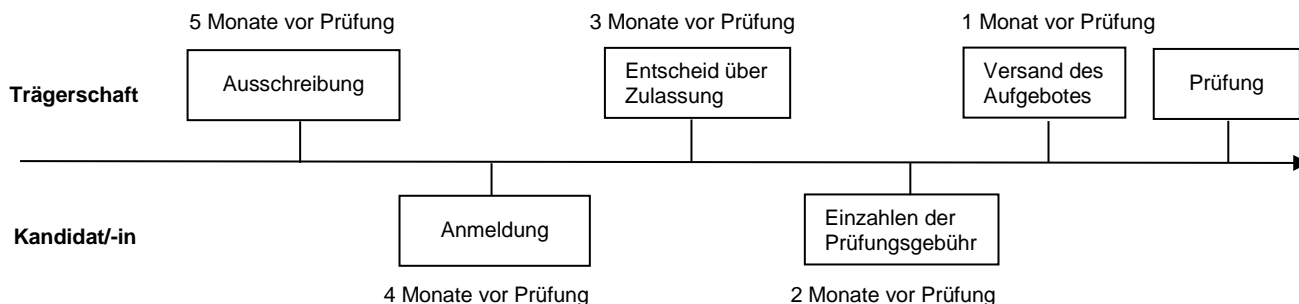 5 Monate vor Prüfung
3 Monate vor Prüfung
1 Monat vor Prüfung
Trägerschaft
Ausschreibung
Entscheid über
Zulassung
Versand des
Aufgebotes
Prüfung
Kandidat/-in
Anmeldung
Einzahlen der
Prüfungsgebühr
4 Monate vor Prüfung
2 Monate vor Prüfung